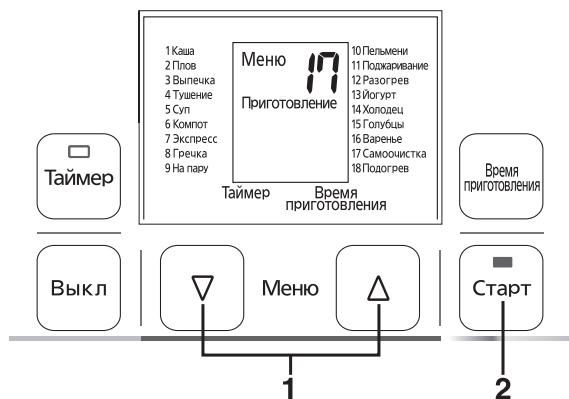 1 Каша
2 Плов
3 Выпечка
4 Тушение
5 Суп
6 Компот
7 Экспресс
8 Гречка
9 На пару
Меню 17
Приготовление
10 Пельмени
11 Поджаривание
12 Разогрев
13 Йогурт
14 Холодец
15 Голубцы
16 Варенье
17 Самоочистка
18 Подогрев
Таймер
Время
приготовления
Таймер
Время
приготовления
Выкл
Меню
Старт
1
2